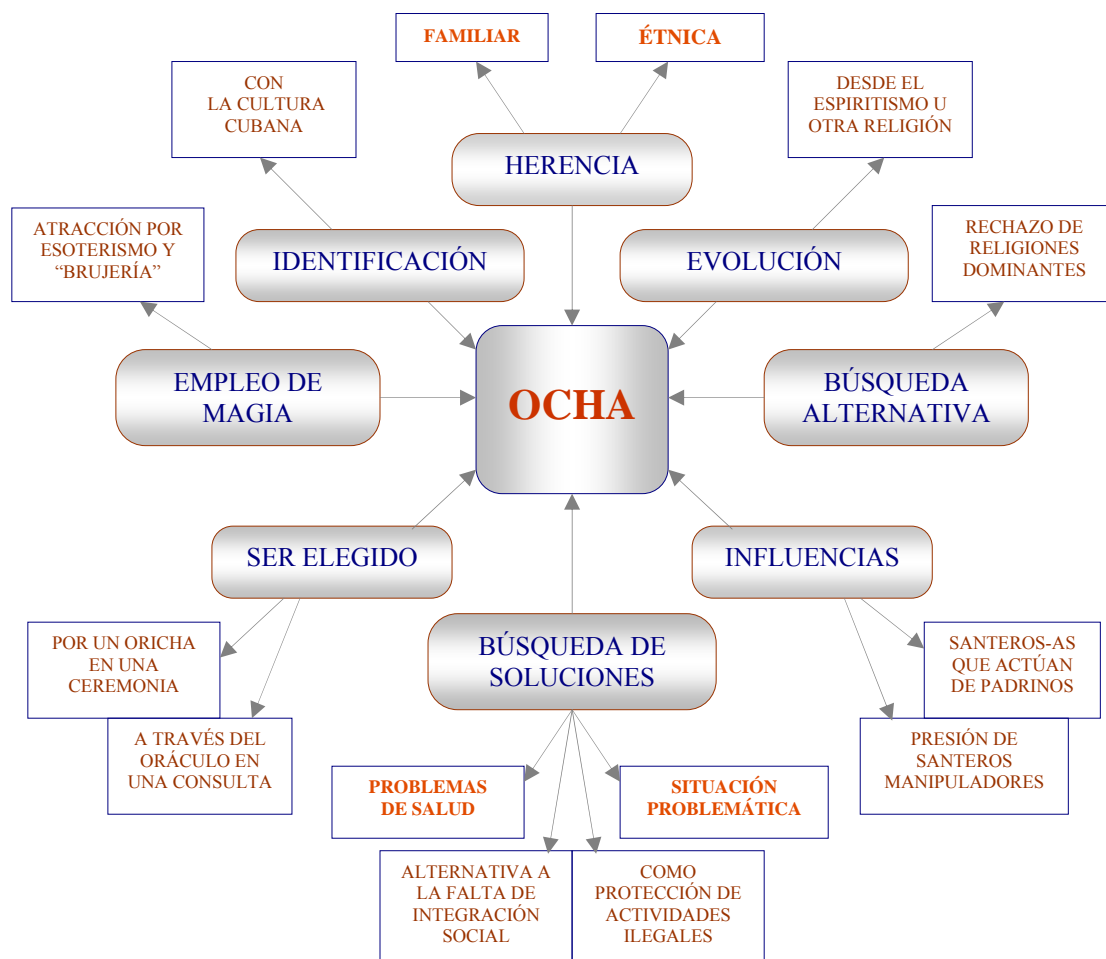 FAMILIAR
ÉTNICA
CON
LA CULTURA
CUBANA
DESDE EL
ESPIRITISMO U
OTRA RELIGIÓN
HERENCIA
ATRACCIÓN POR
ESOTERISMO Y
“BRUJERÍA”
IDENTIFICACIÓN
EVOLUCIÓN
RECHAZO DE
RELIGIONES
DOMINANTES
EMPLEO DE
MAGIA
OCHA
BÚSQUEDA
ALTERNATIVA
SER ELEGIDO
INFLUENCIAS
BÚSQUEDA DE
SOLUCIONES
POR UN ORICHA
EN UNA
CEREMONIA
SANTEROS-AS
QUE ACTÚAN
DE PADRINOS
A TRAVÉS DEL
ORÁCULO EN
UNA CONSULTA
PRESIÓN DE
SANTEROS
MANIPULADORES
PROBLEMAS
DE SALUD
SITUACIÓN
PROBLEMÁTICA
ALTERNATIVA A
LA FALTA DE
INTEGRACIÓN
SOCIAL
COMO
PROTECCIÓN DE
ACTIVIDADES
ILEGALES